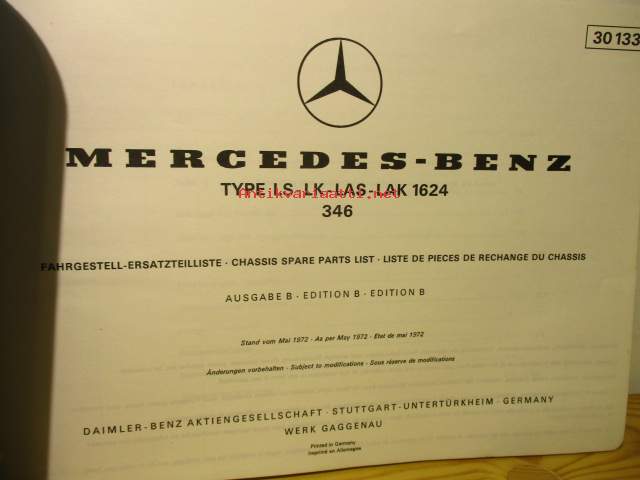 30 133
MERCEDES-BENZ
TYPE LS-LK-LAS-LAK 1624
Antikvariaatti.net
346
FAHRGESTELL-ERSATZTEILLISTE · CHASSIS SPARE PARTS LIST · LISTE DE PIECES DE RECHANGE DU CHASSIS
AUSGABE B · EDITION B · EDITION B
Stand vom Mai 1972 · As per May 1972 · Etat de mai 1972
Änderungen vorbehalten · Subject to modifications · Sous réserve de modifications
DAIMLER-BENZ AKTIENGESELLSCHAFT · STUTTGART-UNTERTÜRKHEIM · GERMANY
WERK GAGGENAU
Printed in Germany
Imprimé en Allemagne